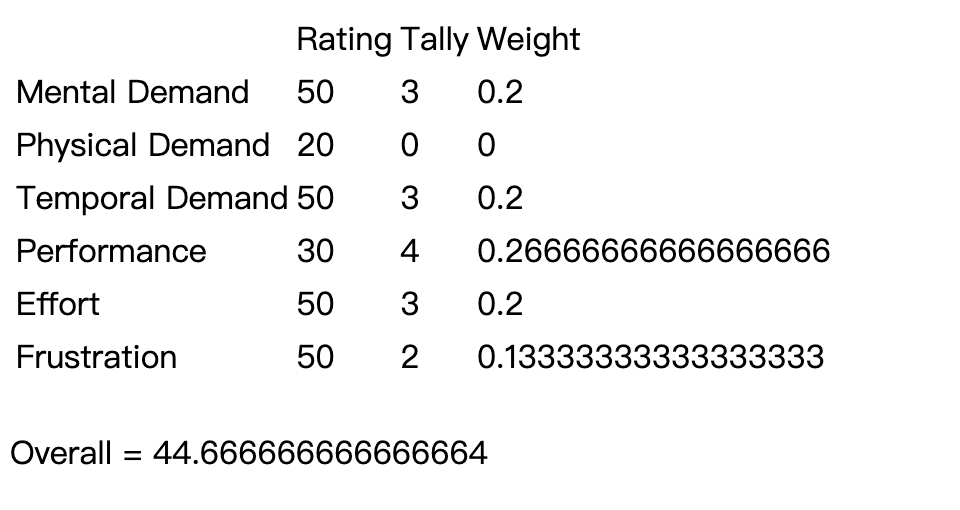 Rating Tally Weight
Mental Demand 50 3 0.2
Physical Demand 20 0 0
Temporal Demand 50 3 0.2
Performance 30 4 0.26666666666666666
Effort 50 3 0.2
Frustration 50 2 0.13333333333333333
Overall = 44.666666666666664